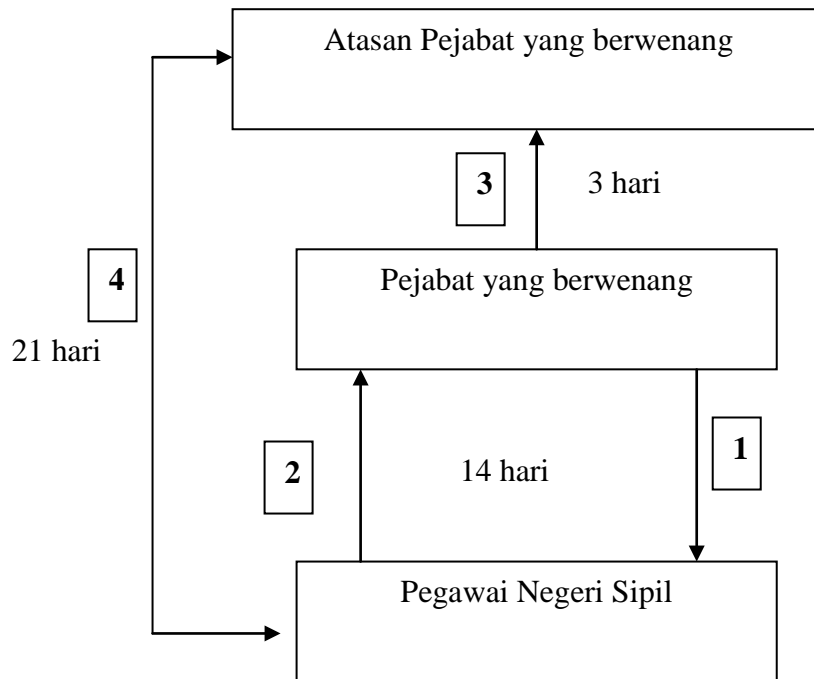 Atasan Pejabat yang berwenang
3
3 hari
Pejabat yang berwenang
4
21 hari
2
14 hari
1
Pegawai Negeri Sipil